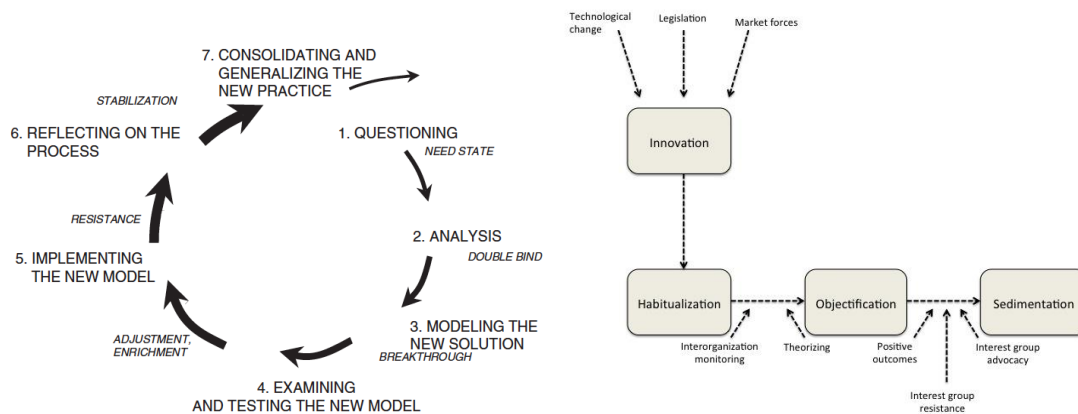 7. CONSOLIDATING AND
GENERALIZING THE
NEW PRACTICE
STABILIZATION
6. REFLECTING ON THE
PROCESS
1. QUESTIONING
NEED STATE
RESISTANCE
2. ANALYSIS
DOUBLE BIND
5. IMPLEMENTING
THE NEW MODEL
3. MODELING THE
NEW SOLUTION
ADJUSTMENT,
ENRICHMENT
BREAKTHROUGH
4. EXAMINING
AND TESTING THE NEW MODEL
Technological
change
Legislation
Market forces
Innovation
Habitualization
Objectification
Sedimentation
Interorganization
monitoring
Theorizing
Positive
outcomes
Interest group
advocacy
Interest group
resistance